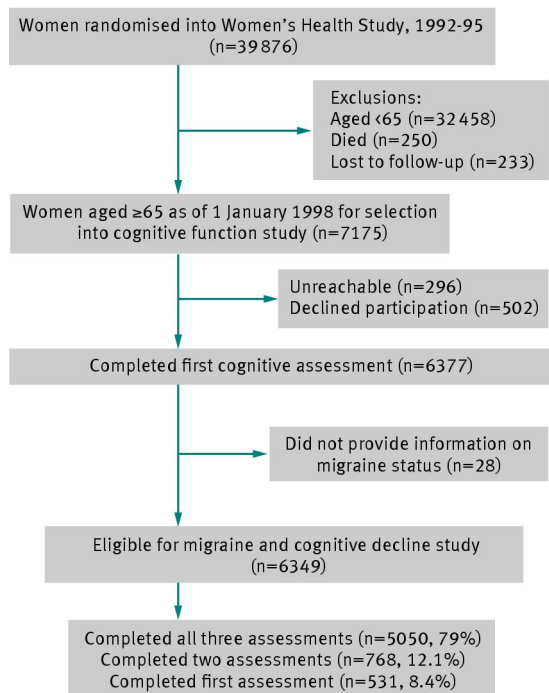 Women randomised into Women's Health Study, 1992-95
(n=39 876)
Exclusions:
Aged <65 (n=32 458)
Died (n=250)
Lost to follow-up (n=233)
Women aged ≥65 as of 1 January 1998 for selection
into cognitive function study (n=7175)
Unreachable (n=296)
Declined participation (n=502)
Completed first cognitive assessment (n=6377)
Did not provide information on
migraine status (n=28)
Eligible for migraine and cognitive decline study
(n=6349)
Completed all three assessments (n=5050, 79%)
Completed two assessments (n=768, 12.1%)
Completed first assessment (n=531, 8.4%)